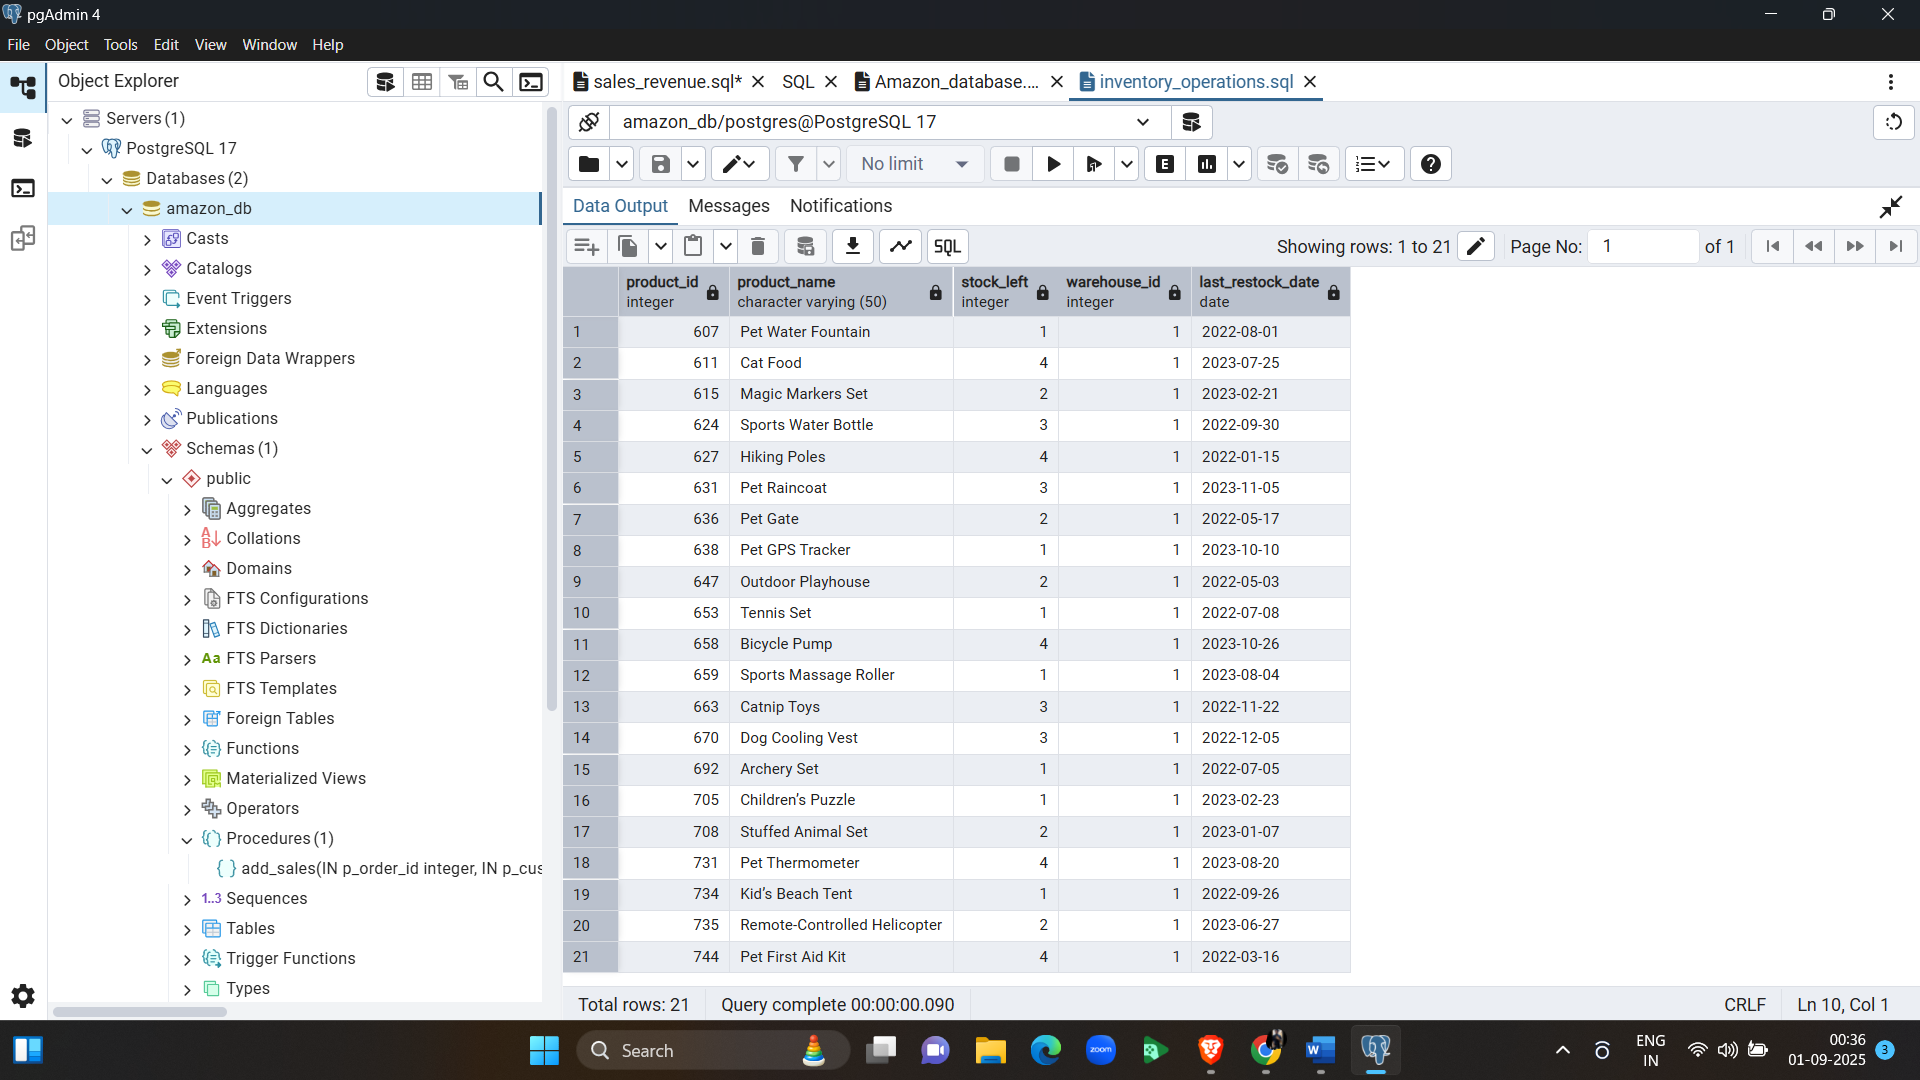 pgAdmin 4
File Object Tools Edit View Window Help
Object Explorer
sales_revenue.sql* SQL Amazon_database.... inventory_operations.sql
Servers (1)
PostgreSQL 17
Databases (2)
amazon_db
Casts
Catalogs
Event Triggers
Extensions
Foreign Data Wrappers
Languages
Publications
Schemas (1)
public
Aggregates
Collations
Domains
FTS Configurations
FTS Dictionaries
Aa FTS Parsers
FTS Templates
Foreign Tables
Functions
Materialized Views
Operators
Procedures (1)
add_sales(IN p_order_id integer, IN p_cus
1..3 Sequences
Tables
Trigger Functions
Types
amazon_db/postgres@PostgreSQL 17
No limit
E
Data Output Messages Notifications
SQL Showing rows: 1 to 21 Page No: 1 of 1
product_id product_name stock_left warehouse_id last_restock_date
integer character varying (50) integer integer date
1 607 Pet Water Fountain 1 1 2022-08-01
2 611 Cat Food 4 1 2023-07-25
3 615 Magic Markers Set 2 1 2023-02-21
4 624 Sports Water Bottle 3 1 2022-09-30
5 627 Hiking Poles 4 1 2022-01-15
6 631 Pet Raincoat 3 1 2023-11-05
7 636 Pet Gate 2 1 2022-05-17
8 638 Pet GPS Tracker 1 1 2023-10-10
9 647 Outdoor Playhouse 2 1 2022-05-03
10 653 Tennis Set 1 1 2022-07-08
11 658 Bicycle Pump 4 1 2023-10-26
12 659 Sports Massage Roller 1 1 2023-08-04
13 663 Catnip Toys 3 1 2022-11-22
14 670 Dog Cooling Vest 3 1 2022-12-05
15 692 Archery Set 1 1 2022-07-05
16 705 Children’s Puzzle 1 1 2023-02-23
17 708 Stuffed Animal Set 2 1 2023-01-07
18 731 Pet Thermometer 4 1 2023-08-20
19 734 Kid’s Beach Tent 1 1 2022-09-26
20 735 Remote-Controlled Helicopter 2 1 2023-06-27
21 744 Pet First Aid Kit 4 1 2022-03-16
Total rows: 21 Query complete 00:00:00.090 CRLF Ln 10, Col 1
Search
zoom
W
ENG
IN
00:36
01-09-2025
3